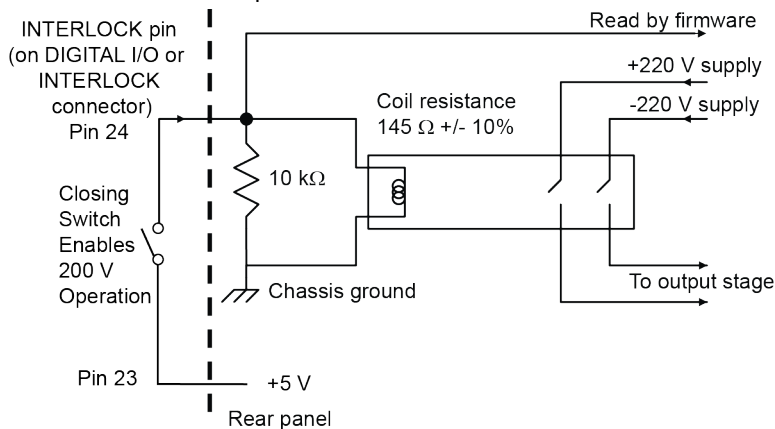 INTERLOCK pin
(on DIGITAL I/O or
INTERLOCK
connector)
Pin 24
Read by firmware
+220 V supply
-220 V supply
Coil resistance
145 Ω +/- 10%
10 kΩ
Closing
Switch
Enables
200 V
Operation
Chassis ground
To output stage
Pin 23
+5 V
Rear panel